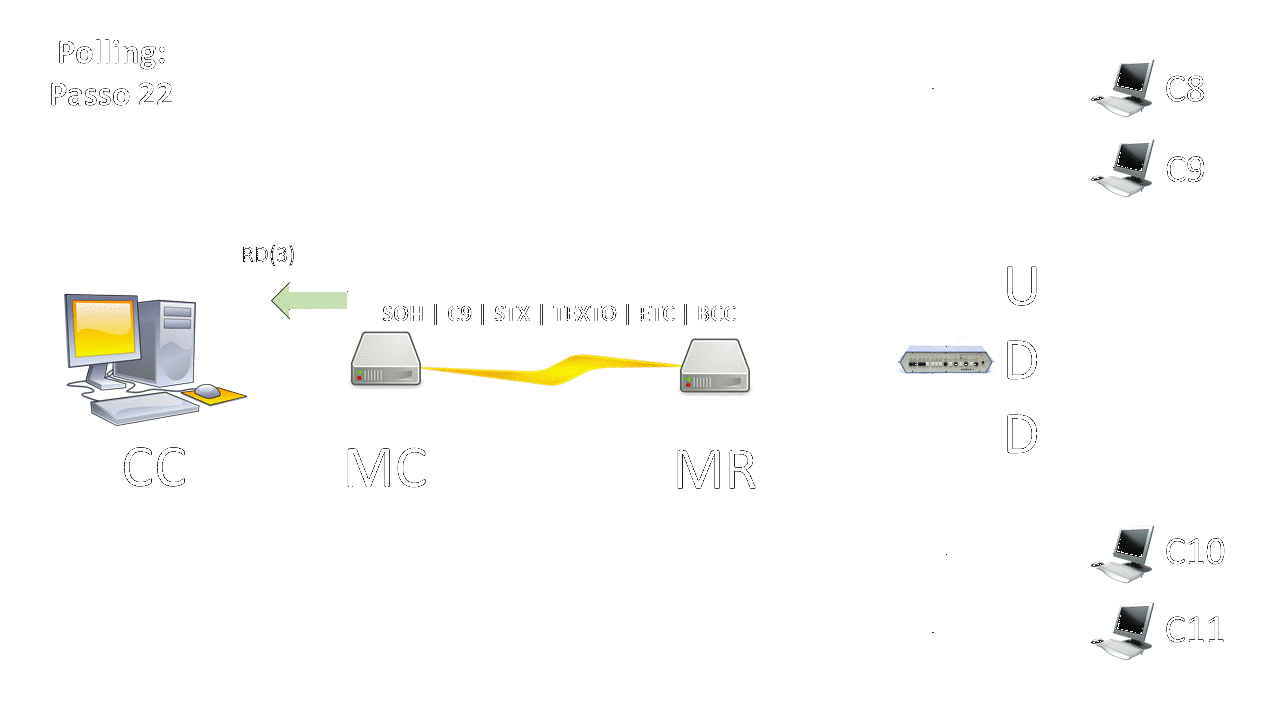 Polling:
Passo 22
C8
C9
RD(3)
SOH | C9 | STX | TEXTO | ETC | BCC
U
D
D
CC
MC
MR
C10
C11